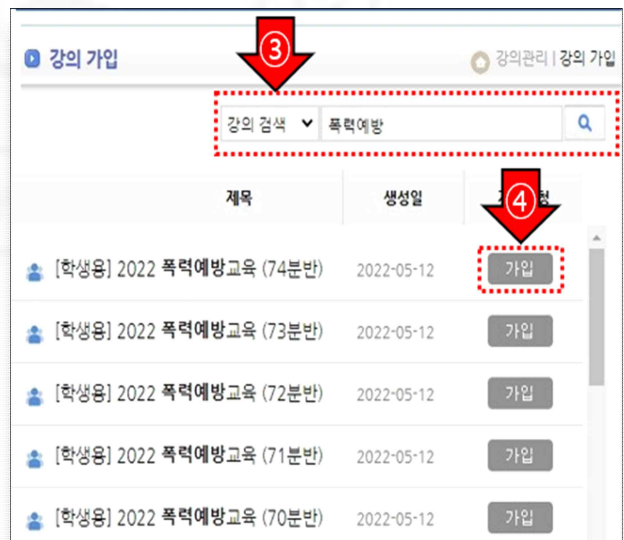 ③
강의 가입
강의관리 | 강의 가입
강의 검색 폭력예방
④
제목 생성일 청
[학생용] 2022 폭력예방교육 (74분반) 2022-05-12 가입
[학생용] 2022 폭력예방교육 (73분반) 2022-05-12 가입
[학생용] 2022 폭력예방교육 (72분반) 2022-05-12 가입
[학생용] 2022 폭력예방교육 (71분반) 2022-05-12 가입
[학생용] 2022 폭력예방교육 (70분반) 2022-05-12 가입